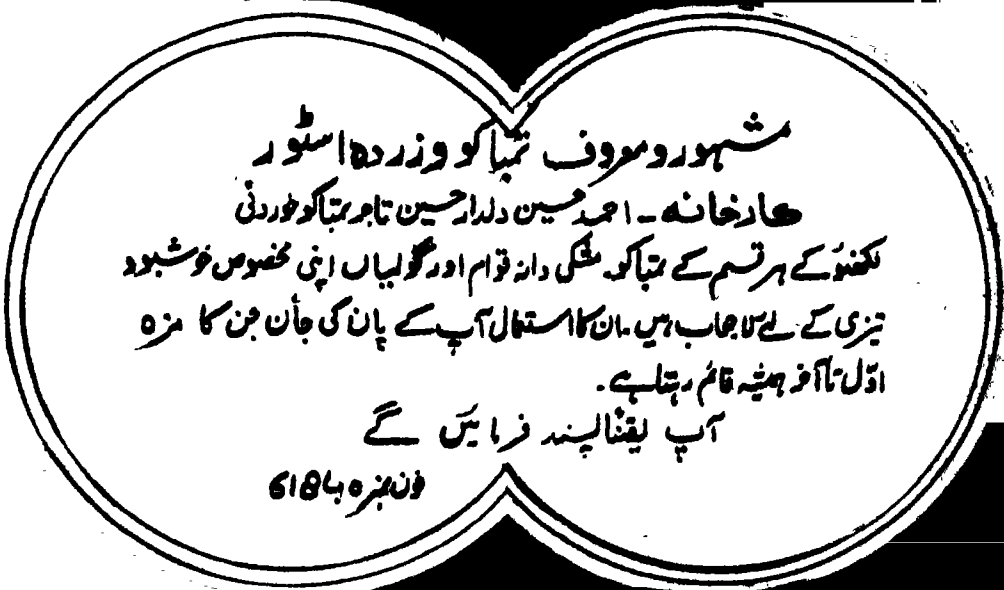 مشہور و معروف تمباکو و زردہ اسٹور
کارخانہ۔ احمد حسین دلدار حسین تاجر تمباکو خوردنی
لکھنؤ کے ہر قسم کے تمباکو۔ مشکی دانہ قوام اور گولیاں اپنی مخصوص خوشبو و
تیزی کے لئے لاجواب ہیں۔ ان کا استعمال آپ کے پان کی جان جن کا مزہ
اوّل تا آخر ہمیشہ قائم رہتا ہے۔
آپ یقیناً پسند فرمائیں گے
فون نمبر